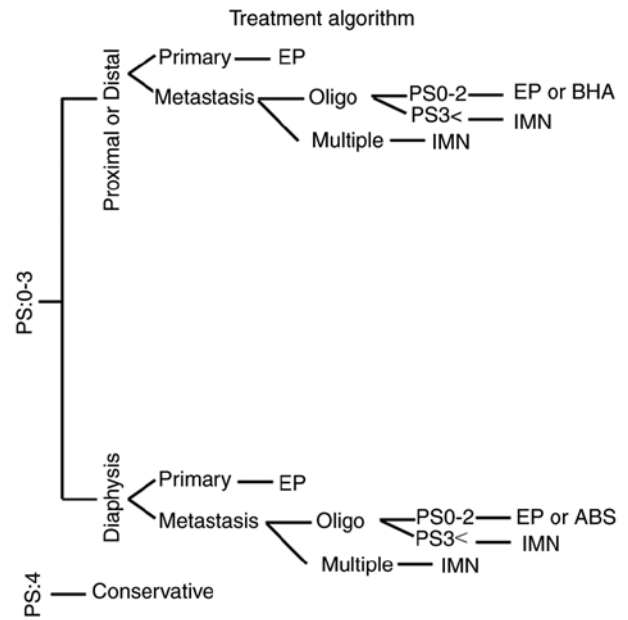 Treatment algorithm
PS:0-3
Proximal or Distal
Primary EP
Metastasis Oligo PS0-2 EP or BHA
PS3< IMN
Multiple IMN
Diaphysis
Primary EP
Metastasis Oligo PS0-2 EP or ABS
PS3< IMN
Multiple IMN
PS:4 Conservative